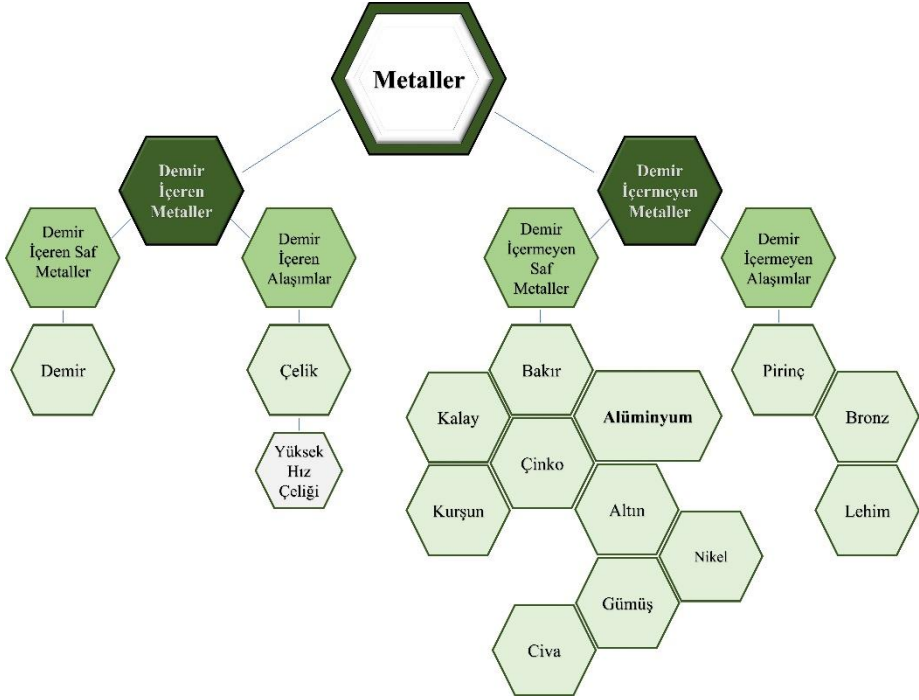 Metaller
Demir
İçeren
Metaller
Demir
İçermeyen
Metaller
Demir
İçeren Saf
Metaller
Demir
İçeren
Alaşımlar
Demir
İçermeyen
Saf
Metaller
Demir
İçermeyen
Alaşımlar
Demir
Çelik
Bakır
Pirinç
Kalay
Alüminyum
Bronz
Yüksek
Hız
Çeliği
Çinko
Kurşun
Altın
Lehim
Nikel
Gümüş
Civa